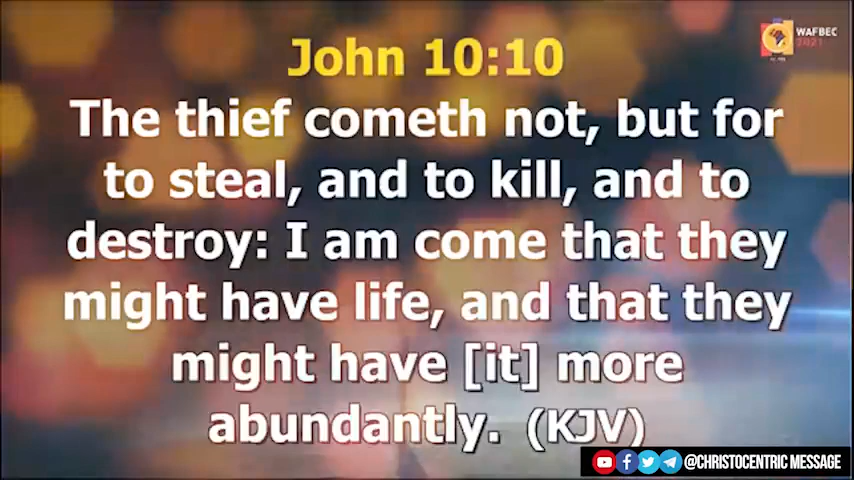 WAFBEC
2021
John 10:10
The thief cometh not, but for
to steal, and to kill, and to
destroy: I am come that they
might have life, and that they
might have [it] more
abundantly. (KJV)
@CHRISTOCENTRIC MESSAGE